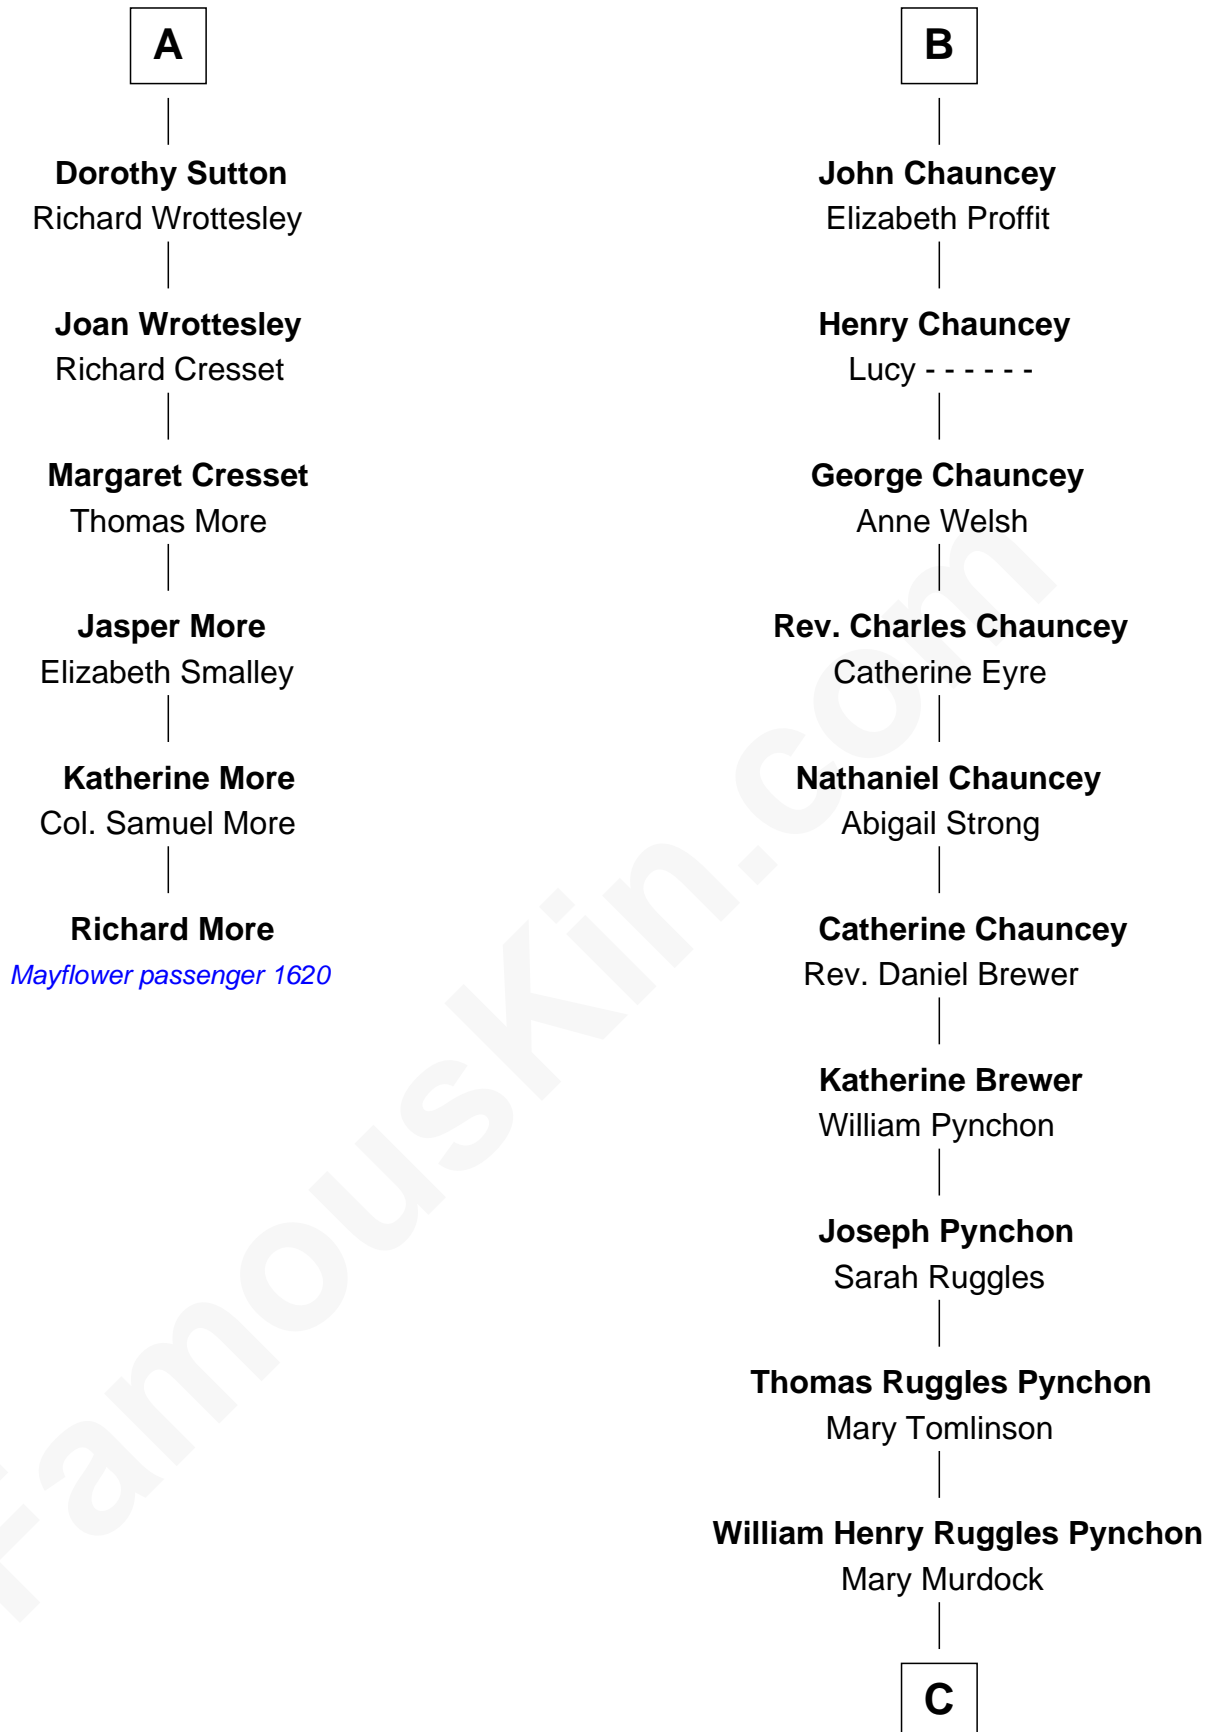 A
Dorothy Sutton
Richard Wrottesley
Joan Wrottesley
Richard Cresset
Margaret Cresset
Thomas More
Jasper More
Elizabeth Smalley
Katherine More
Col. Samuel More
Richard More
Mayflower passenger 1620
B
John Chauncey
Elizabeth Proffit
Henry Chauncey
Lucy - - - - - -
George Chauncey
Anne Welsh
Rev. Charles Chauncey
Catherine Eyre
Nathaniel Chauncey
Abigail Strong
Catherine Chauncey
Rev. Daniel Brewer
Katherine Brewer
William Pynchon
Joseph Pynchon
Sarah Ruggles
Thomas Ruggles Pynchon
Mary Tomlinson
William Henry Ruggles Pynchon
Mary Murdock
C
FamousKin.com